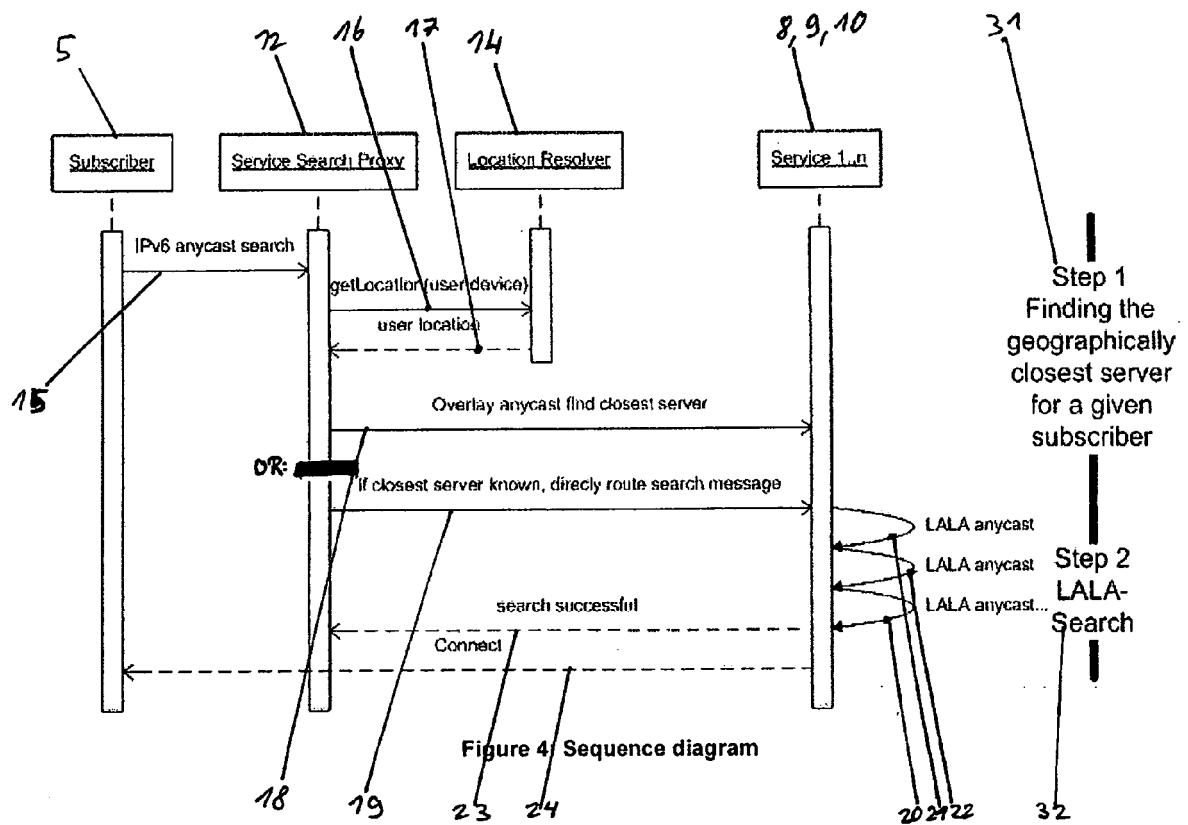 5 12 16 17 14 8, 9, 10 31
Subscriber
Service Search Proxy
Location Resolver
Service 1..n
IPv6 anycast search
getLocation(user device)
user location
15
Overlay anycast find closest server
OR:
If closest server known, direcly route search message
LALA anycast
LALA anycast
LALA anycast...
search successful
Connect
Step 1
Finding the
geographically
closest server
for a given
subscriber
Step 2
LALA-
Search
Figure 4: Sequence diagram
18 19 23 24 20 21 22 32